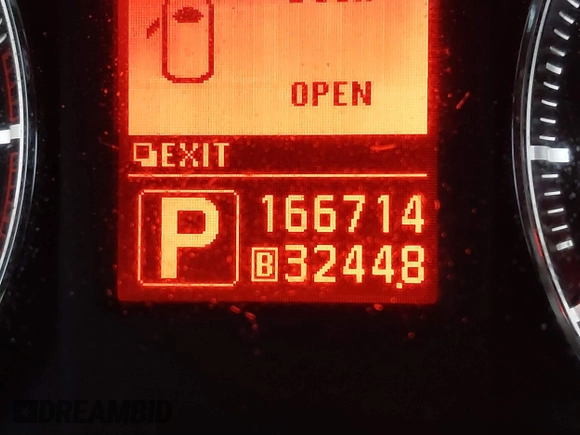 OPEN
EXIT
P
166714
B 3244.8
DREAMBID